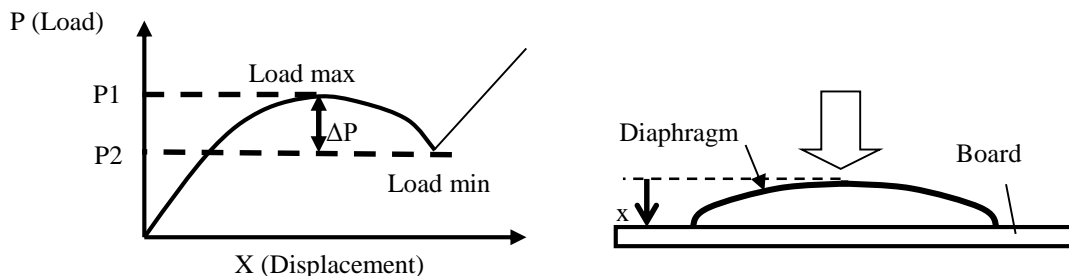 P (Load)
Load max
P1
ΔP
P2
Load min
X (Displacement)
Diaphragm
Board
x